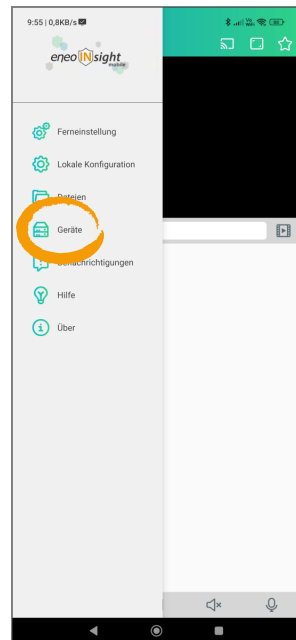 9:55 | 0,8KB/s
eneo INsight
mobile
Ferneinstellung
Lokale Konfiguration
Dateien
Geräte
Benachrichtigungen
Hilfe
Über